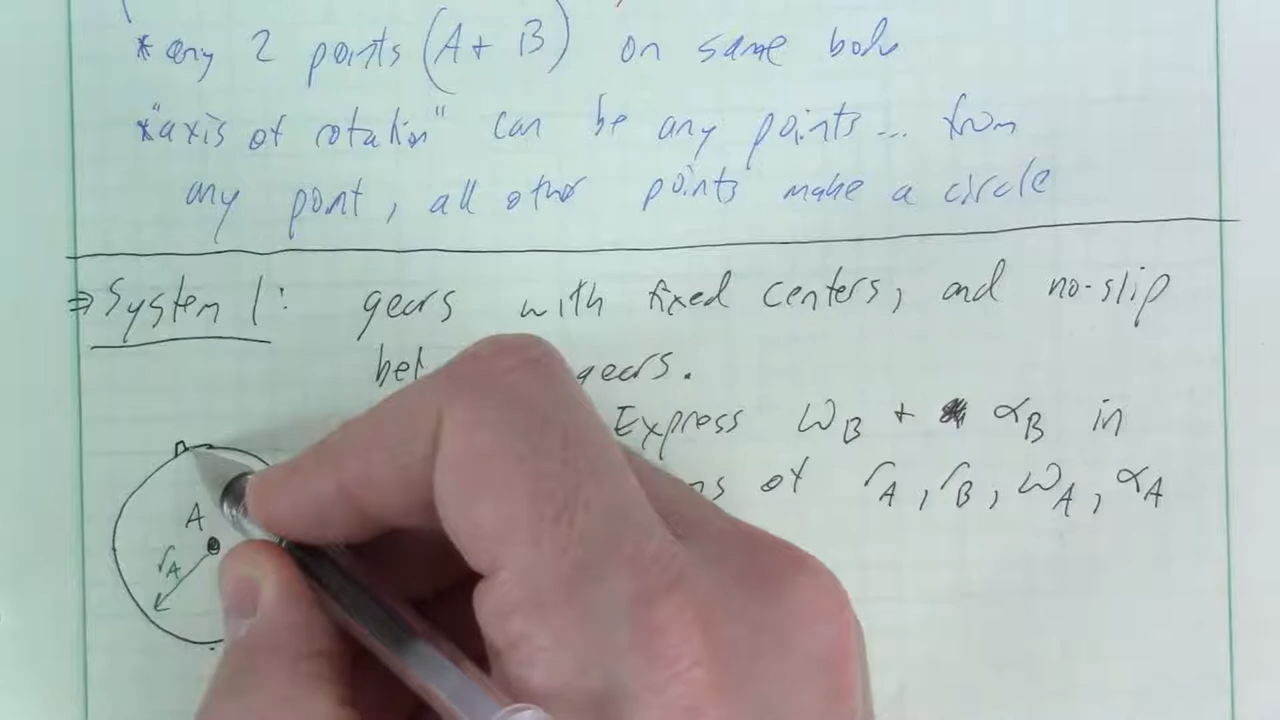 * any 2 points (A + B) on same body
* "axis of rotation" can be any points... from
any point, all other points make a circle
⇒ System 1: gears with fixed centers, and no-slip
gears.
Express ωB + αB in
of rA, rB, ωA, αA
A
rA